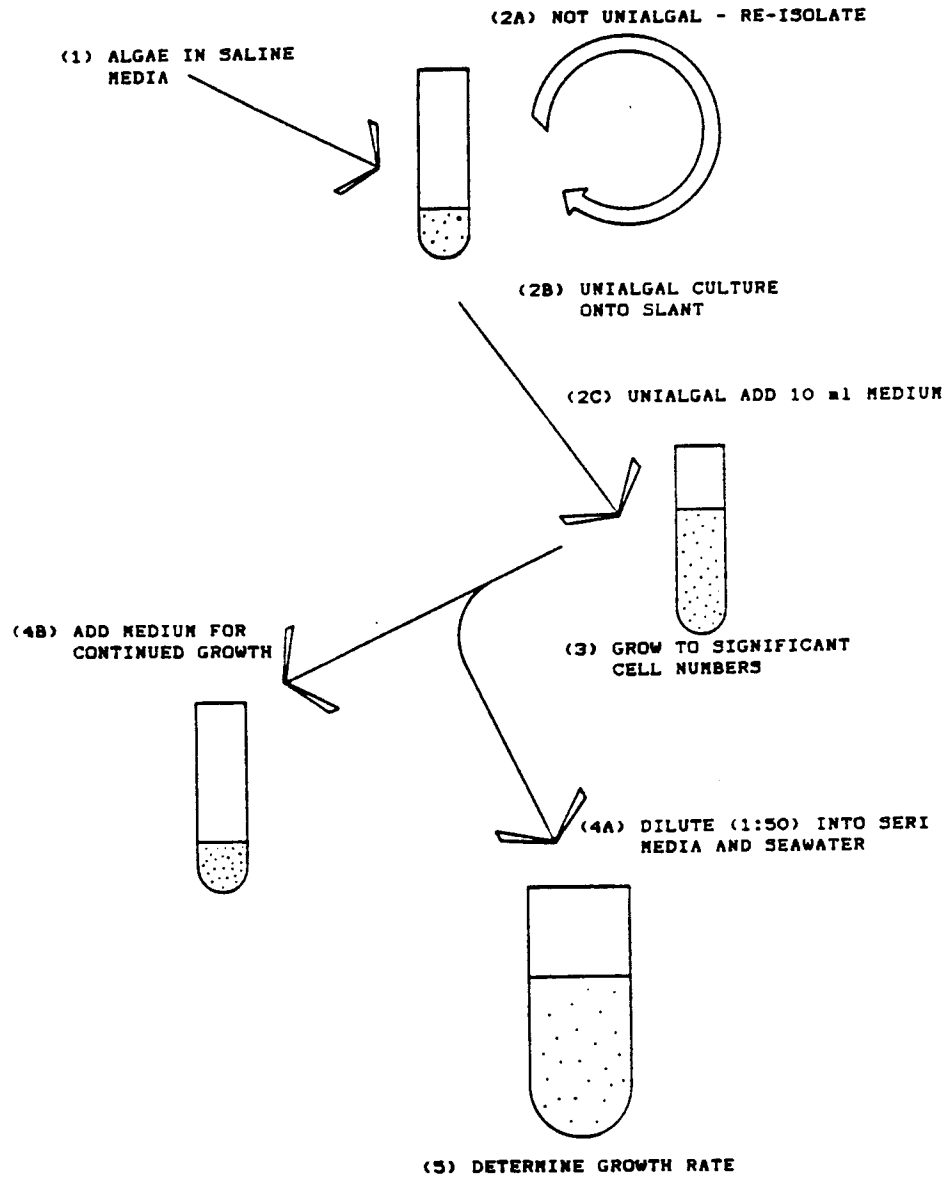 (2A) NOT UNIALGAL - RE-ISOLATE
(1) ALGAE IN SALINE
MEDIA
(2B) UNIALGAL CULTURE
ONTO SLANT
(2C) UNIALGAL ADD 10 ml MEDIUM
(4B) ADD MEDIUM FOR
CONTINUED GROWTH
(3) GROW TO SIGNIFICANT
CELL NUMBERS
(4A) DILUTE (1:50) INTO SERI
MEDIA AND SEAWATER
(5) DETERMINE GROWTH RATE